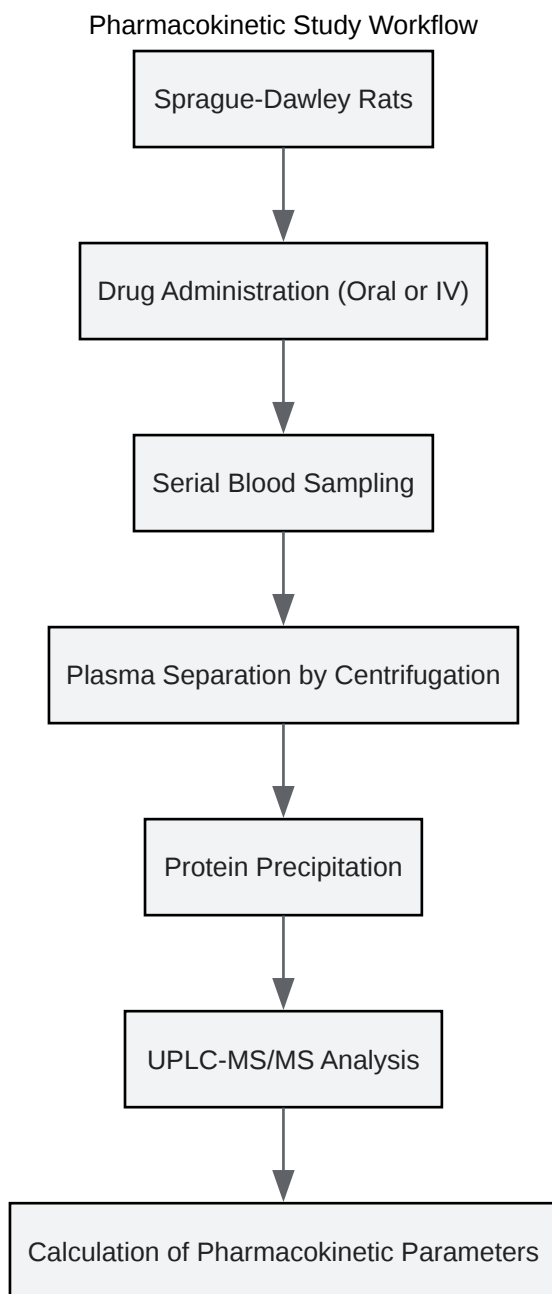 Pharmacokinetic Study Workflow
Sprague-Dawley Rats
Drug Administration (Oral or IV)
Serial Blood Sampling
Plasma Separation by Centrifugation
Protein Precipitation
UPLC-MS/MS Analysis
Calculation of Pharmacokinetic Parameters